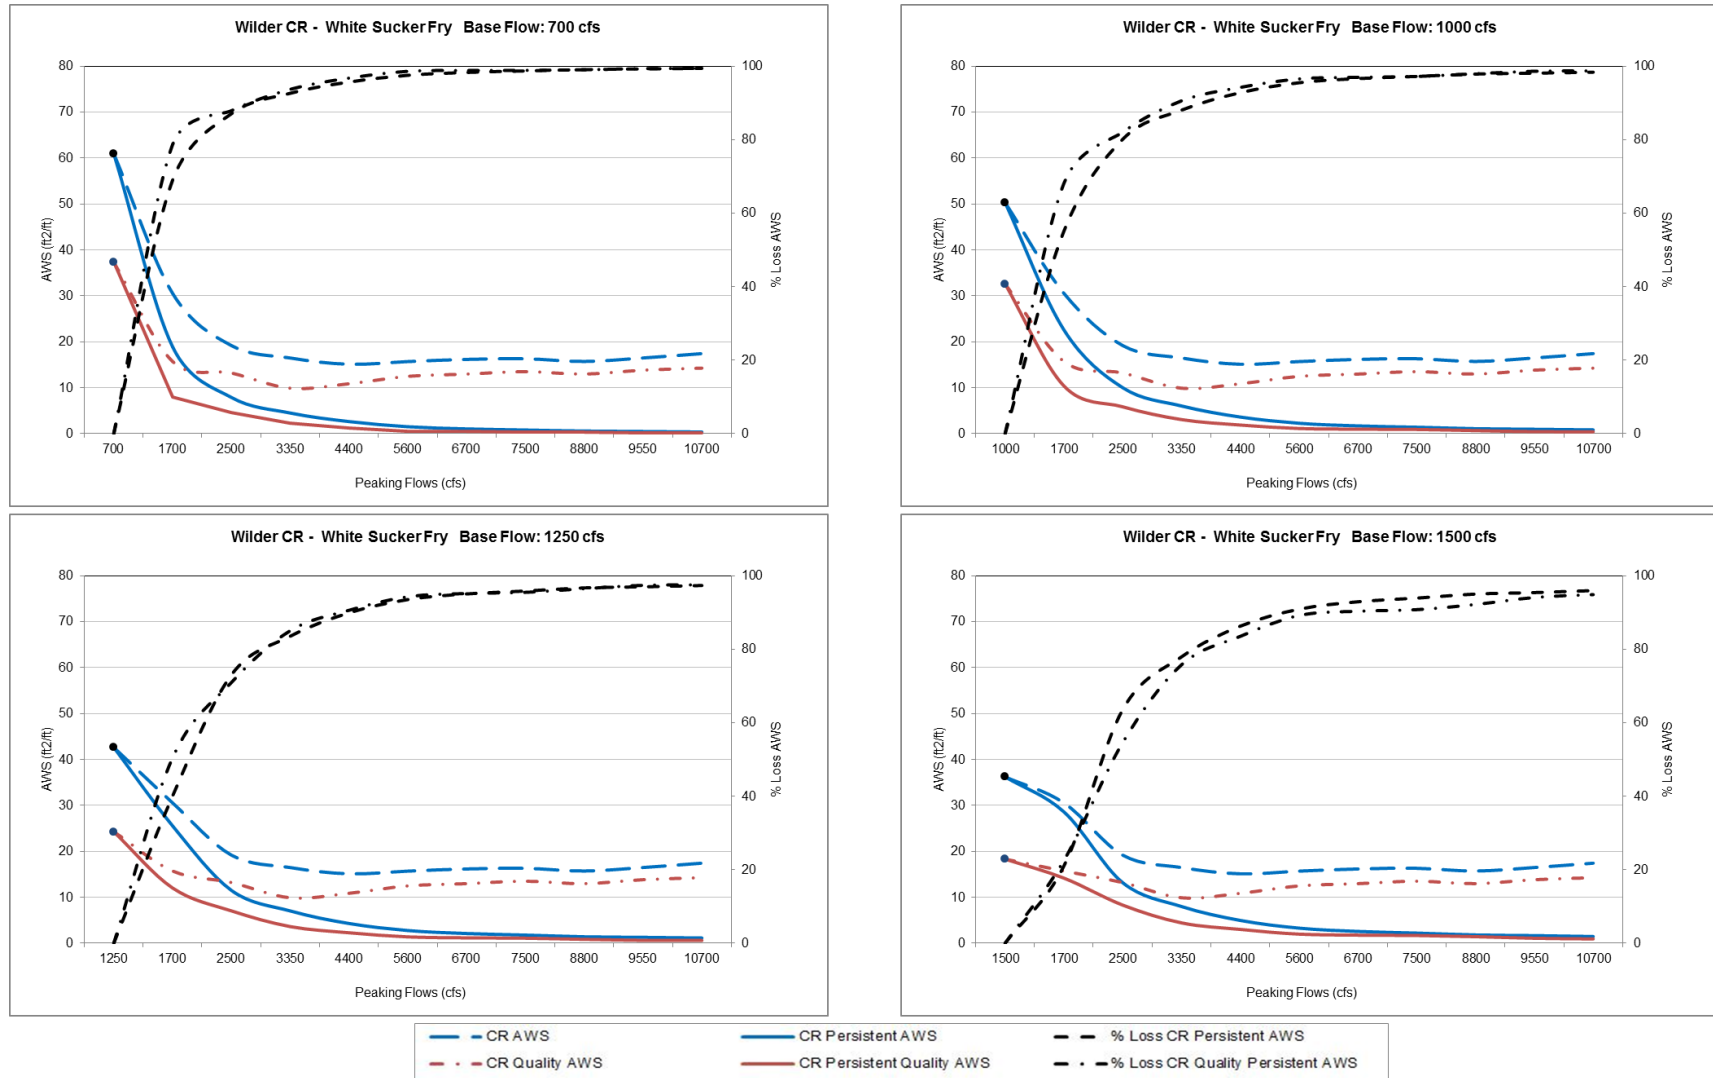 Wilder CR - White Sucker Fry Base Flow: 700 cfs
80
70
60
50
40
30
20
10
0
AWS (ft2/ft)
100
80
60
40
20
0
% Loss AWS
700 1700 2500 3350 4400 5600 6700 7500 8800 9550 10700
Peaking Flows (cfs)
Wilder CR - White Sucker Fry Base Flow: 1000 cfs
80
70
60
50
40
30
20
10
0
AWS (ft2/ft)
100
80
60
40
20
0
% Loss AWS
1000 1700 2500 3350 4400 5600 6700 7500 8800 9550 10700
Peaking Flows (cfs)
Wilder CR - White Sucker Fry Base Flow: 1250 cfs
80
70
60
50
40
30
20
10
0
AWS (ft2/ft)
100
80
60
40
20
0
% Loss AWS
1250 1700 2500 3350 4400 5600 6700 7500 8800 9550 10700
Peaking Flows (cfs)
Wilder CR - White Sucker Fry Base Flow: 1500 cfs
80
70
60
50
40
30
20
10
0
AWS (ft2/ft)
100
80
60
40
20
0
% Loss AWS
1500 1700 2500 3350 4400 5600 6700 7500 8800 9550 10700
Peaking Flows (cfs)
CR AWS CR Persistent AWS % Loss CR Persistent AWS
CR Quality AWS CR Persistent Quality AWS % Loss CR Quality Persistent AWS